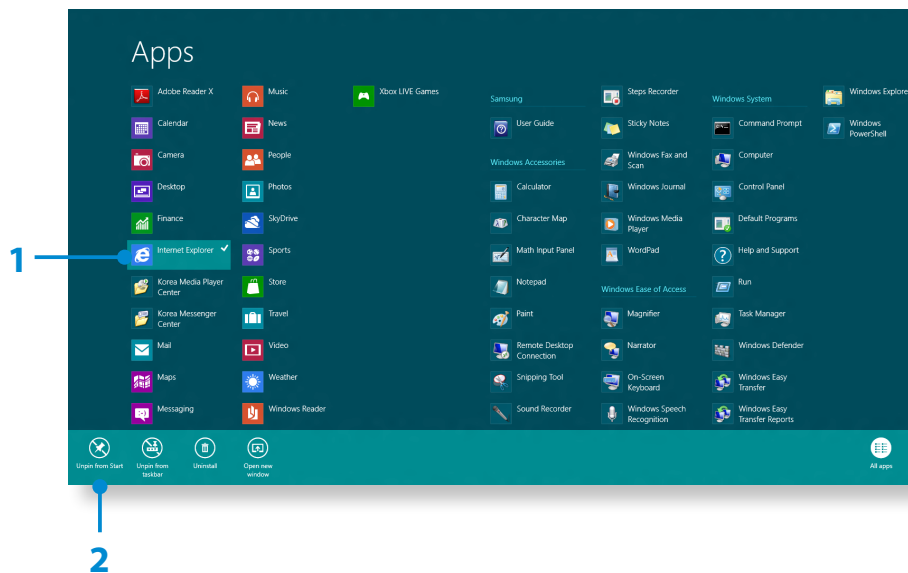 Apps
Adobe Reader X
Calendar
Camera
Desktop
Finance
1
Internet Explorer
Korea Media Player
Center
Korea Messenger
Center
Mail
Maps
Messaging
Music
News
People
Photos
SkyDrive
Sports
Store
Travel
Video
Weather
Windows Reader
Xbox LIVE Games
Samsung
User Guide
Windows Accessories
Calculator
Character Map
Math Input Panel
Notepad
Paint
Remote Desktop
Connection
Snipping Tool
Sound Recorder
Steps Recorder
Sticky Notes
Windows Fax and
Scan
Windows Journal
Windows Media
Player
WordPad
Windows Ease of Access
Magnifier
Narrator
On-Screen
Keyboard
Windows Speech
Recognition
Windows System
Command Prompt
Computer
Control Panel
Default Programs
Help and Support
Run
Task Manager
Windows Defender
Windows Easy
Transfer
Windows Easy
Transfer Reports
Windows Explore
Windows
PowerShell
Unpin from Start
Unpin from
taskbar
Uninstall
Open new
window
All apps
2